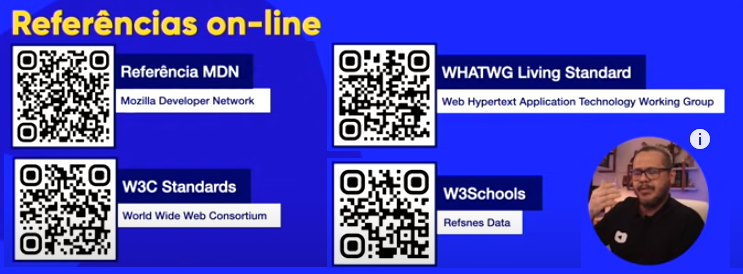 Referências on-line
Referência MDN
Mozilla Developer Network
WHATWG Living Standard
Web Hypertext Application Technology Working Group
W3C Standards
World Wide Web Consortium
W3Schools
Refsnes Data
i